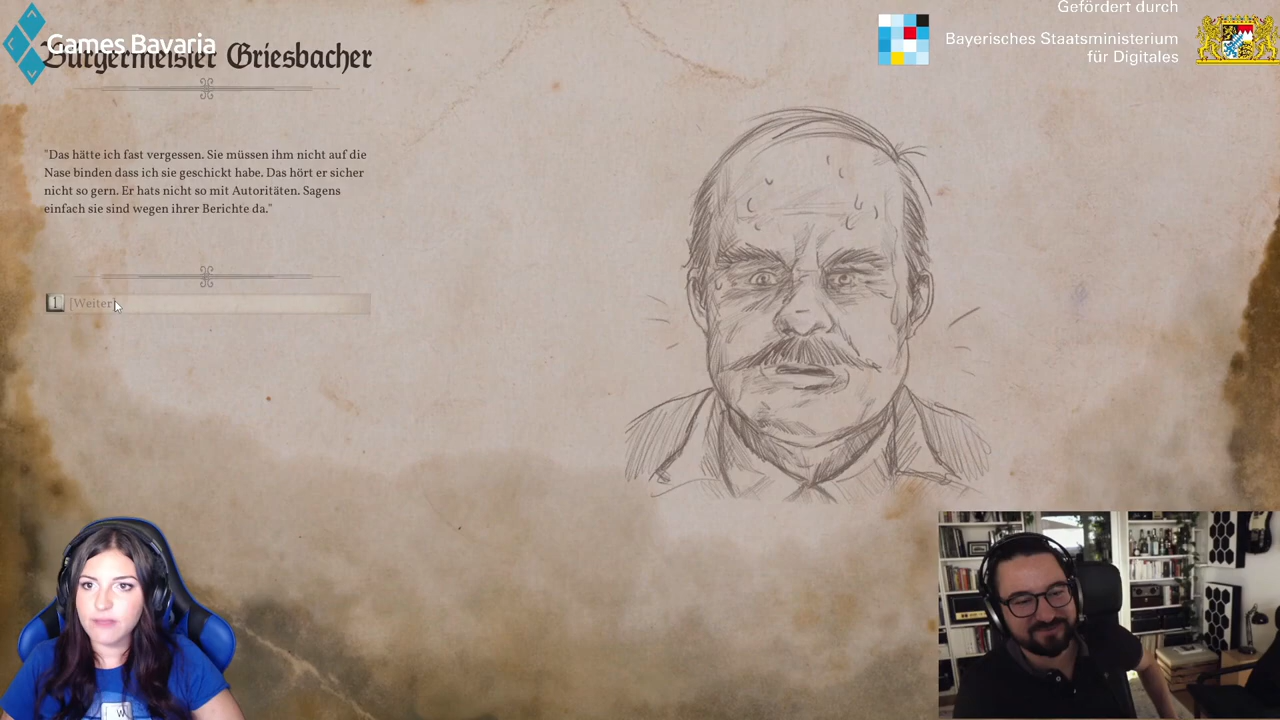 Games Bavaria
Bürgermeister Griesbacher
"Das hätte ich fast vergessen. Sie müssen ihm nicht auf die
Nase binden dass ich sie geschickt habe. Das hört er sicher
nicht so gern. Er hats nicht so mit Autoritäten. Sagens
einfach sie sind wegen ihrer Berichte da."
1 [Weiter]
Gefördert durch
Bayerisches Staatsministerium
für Digitales
W